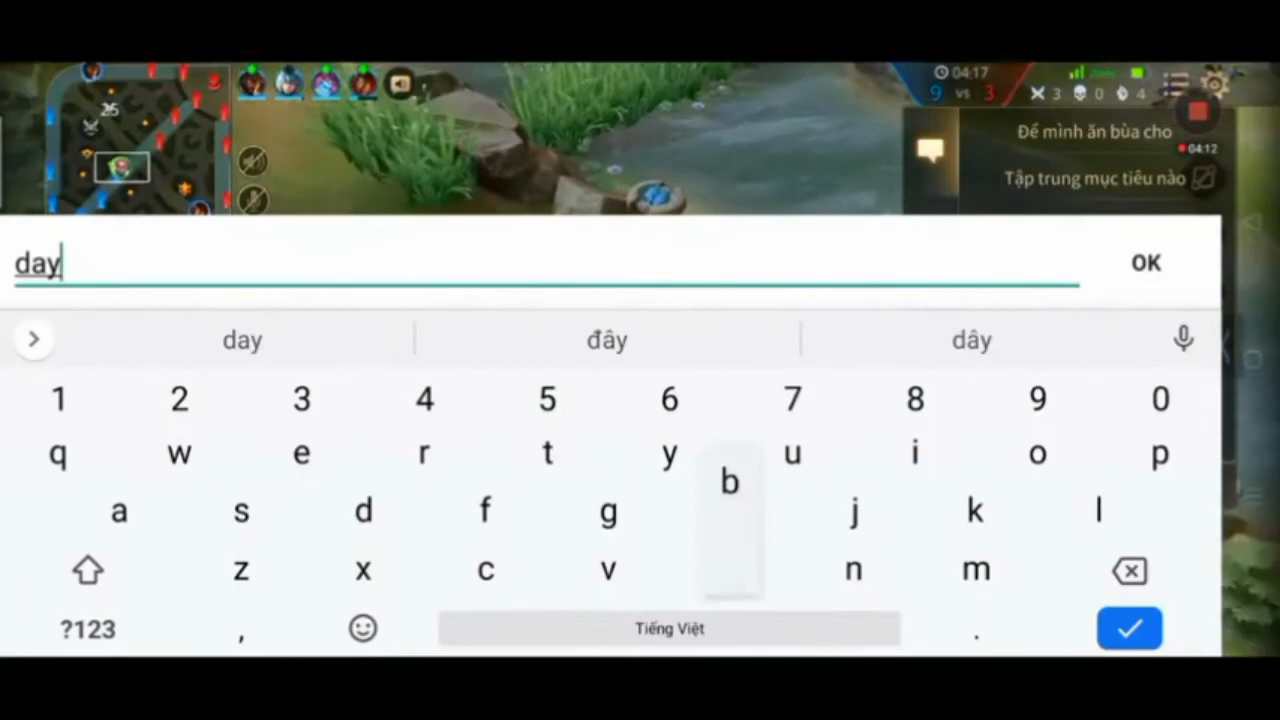 25
04:17
9 vs 3
3 0 4
Để mình ăn bùa cho
04:12
Tập trung mục tiêu nào
day
OK
day đây dây
1 2 3 4 5 6 7 8 9 0
q w e r t y u i o p
b
a s d f g j k l
z x c v n m
?123 , Tiếng Việt .